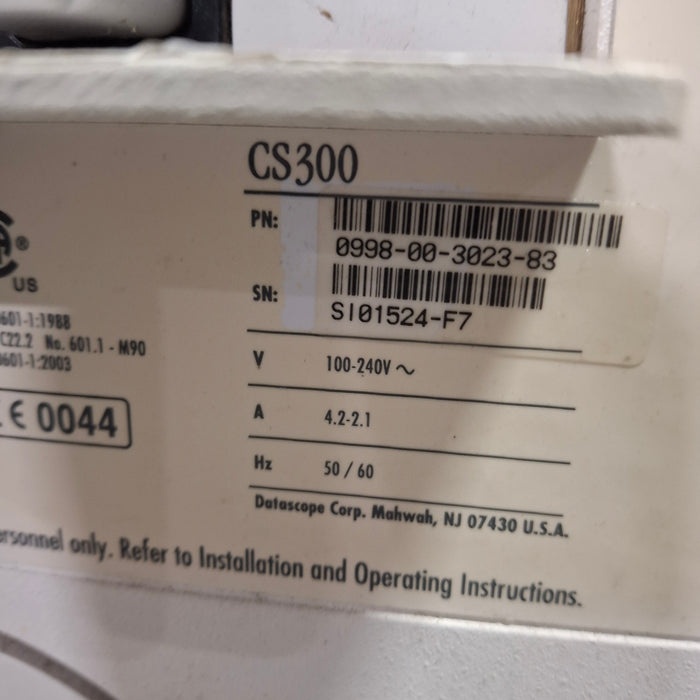 CS300
PN:
0998-00-3023-83
SN:
SI01524-F7
®
US
601-1:1988
C22.2 No. 601.1 - M90
601-1:2003
CE 0044
V 100-240V ~
A 4.2-2.1
Hz 50 / 60
Datascope Corp. Mahwah, NJ 07430 U.S.A.
only. Refer to Installation and Operating Instructions.